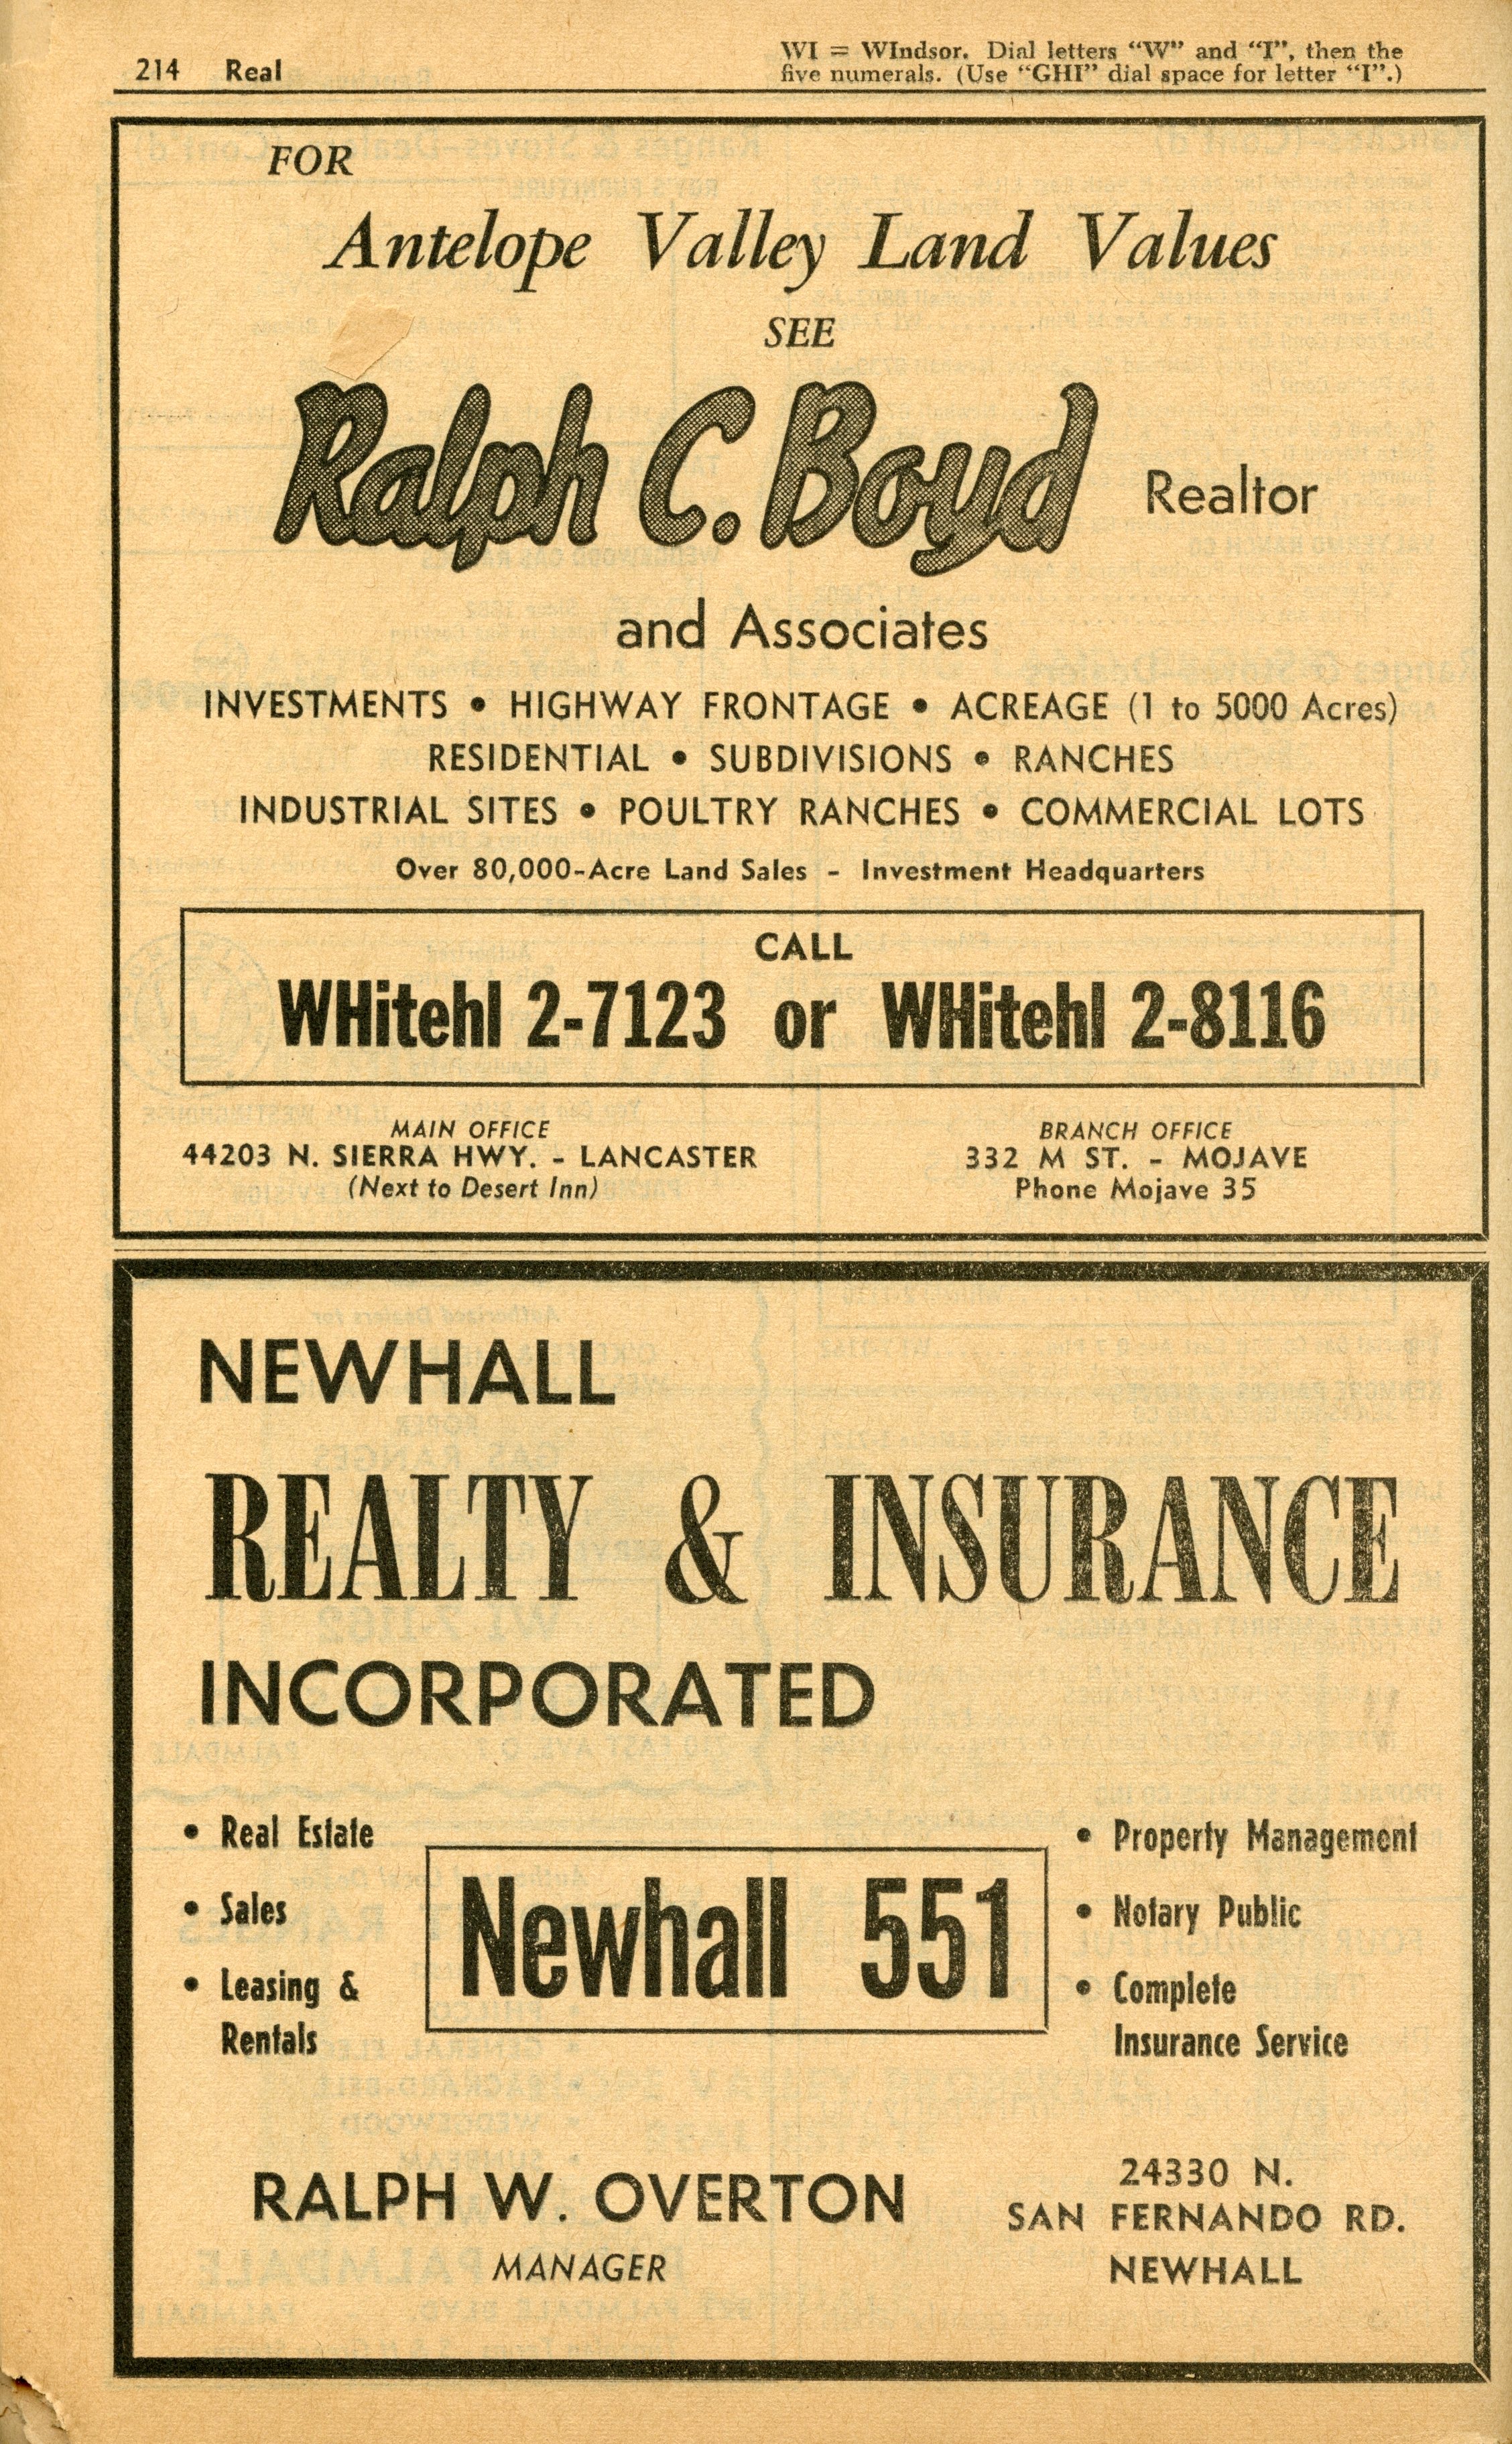 214 Real
WI = WIndsor. Dial letters "W" and "I", then the
five numerals. (Use "GHI" dial space for letter "I".)
FOR
Antelope Valley Land Values
SEE
Ralph C. Boyd Realtor
and Associates
INVESTMENTS • HIGHWAY FRONTAGE • ACREAGE (1 to 5000 Acres)
RESIDENTIAL • SUBDIVISIONS • RANCHES
INDUSTRIAL SITES • POULTRY RANCHES • COMMERCIAL LOTS
Over 80,000-Acre Land Sales - Investment Headquarters
CALL
WHitehl 2-7123 or WHitehl 2-8116
MAIN OFFICE
44203 N. SIERRA HWY. - LANCASTER
(Next to Desert Inn)
BRANCH OFFICE
332 M ST. - MOJAVE
Phone Mojave 35
NEWHALL
REALTY & INSURANCE
INCORPORATED
• Real Estate
• Sales
• Leasing &
Rentals
Newhall 551
• Property Management
• Notary Public
• Complete
Insurance Service
RALPH W. OVERTON
MANAGER
24330 N.
SAN FERNANDO RD.
NEWHALL